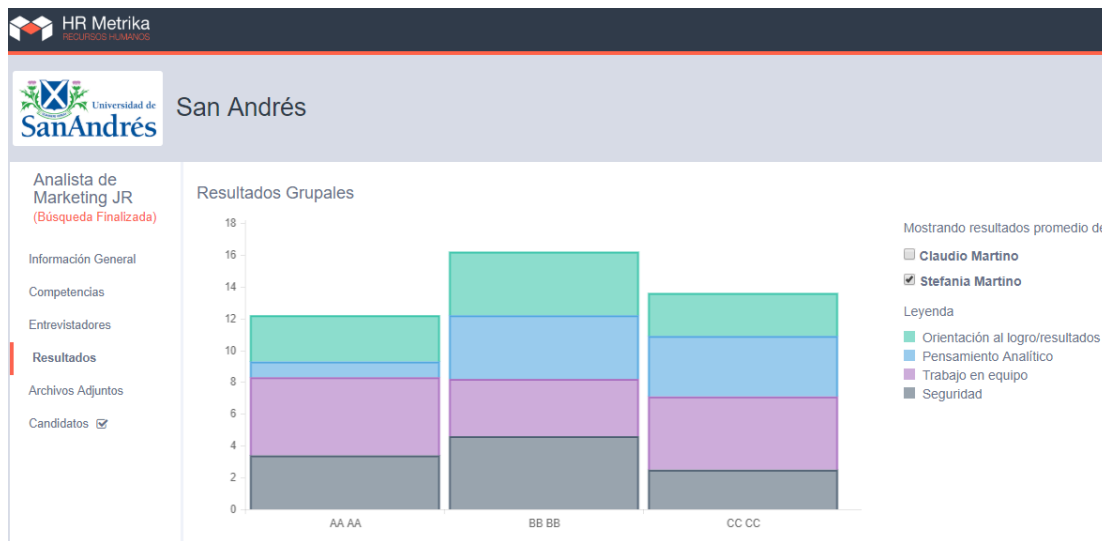 HR Metrika
RECURSOS HUMANOS
Universidad de
SanAndrés
San Andrés
Analista de
Marketing JR
(Búsqueda Finalizada)
Información General
Competencias
Entrevistadores
Resultados
Archivos Adjuntos
Candidatos
Resultados Grupales
18
16
14
12
10
8
6
4
2
0
AA AA
BB BB
CC CC
Mostrando resultados promedio de
Claudio Martino
Stefania Martino
Leyenda
Orientación al logro/resultados
Pensamiento Analítico
Trabajo en equipo
Seguridad